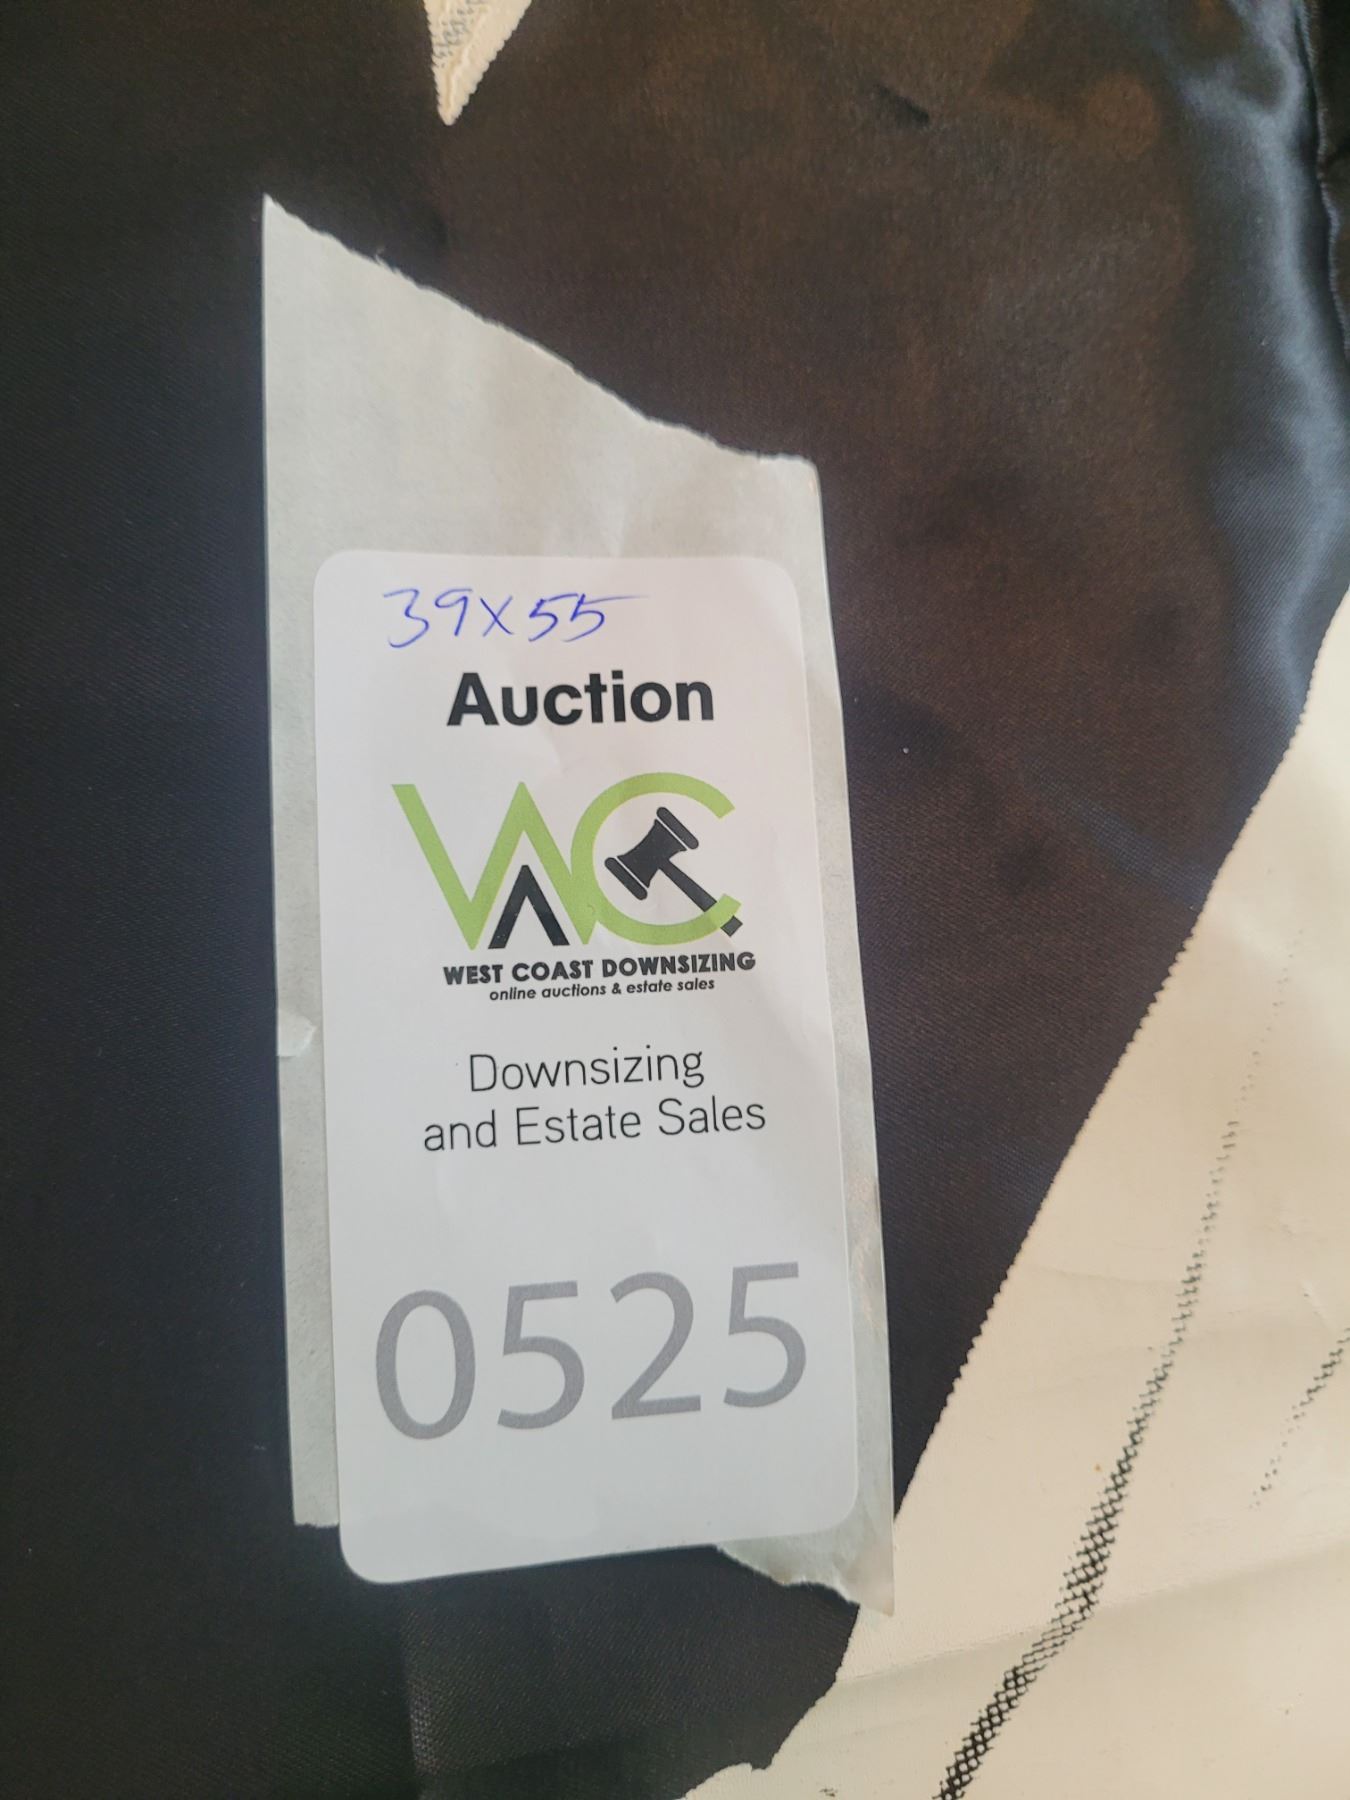 39x55
Auction
WC
WEST COAST DOWNSIZING
online auctions & estate sales
Downsizing
and Estate Sales
0525